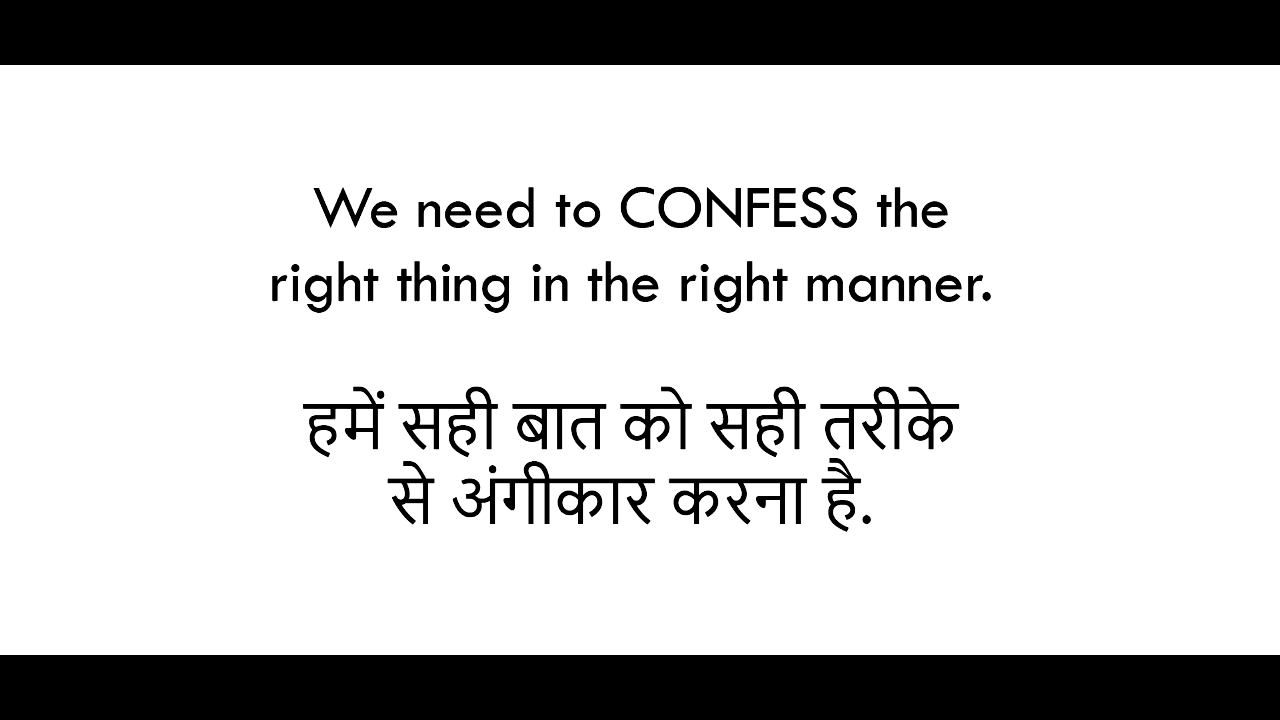 We need to CONFESS the
right thing in the right manner.
हमें सही बात को सही तरीके
से अंगीकार करना है.